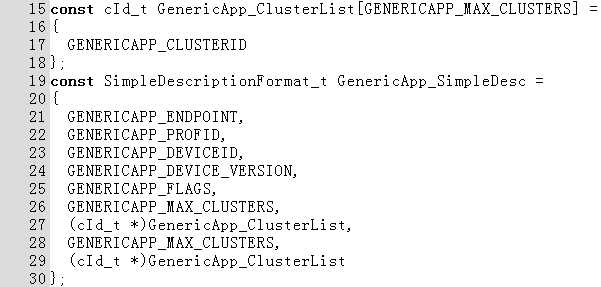 15 const cId_t GenericApp_ClusterList[GENERICAPP_MAX_CLUSTERS] =
16 {
17   GENERICAPP_CLUSTERID
18 };
19 const SimpleDescriptionFormat_t GenericApp_SimpleDesc =
20 {
21   GENERICAPP_ENDPOINT,
22   GENERICAPP_PROFID,
23   GENERICAPP_DEVICEID,
24   GENERICAPP_DEVICE_VERSION,
25   GENERICAPP_FLAGS,
26   GENERICAPP_MAX_CLUSTERS,
27   (cId_t *)GenericApp_ClusterList,
28   GENERICAPP_MAX_CLUSTERS,
29   (cId_t *)GenericApp_ClusterList
30 };